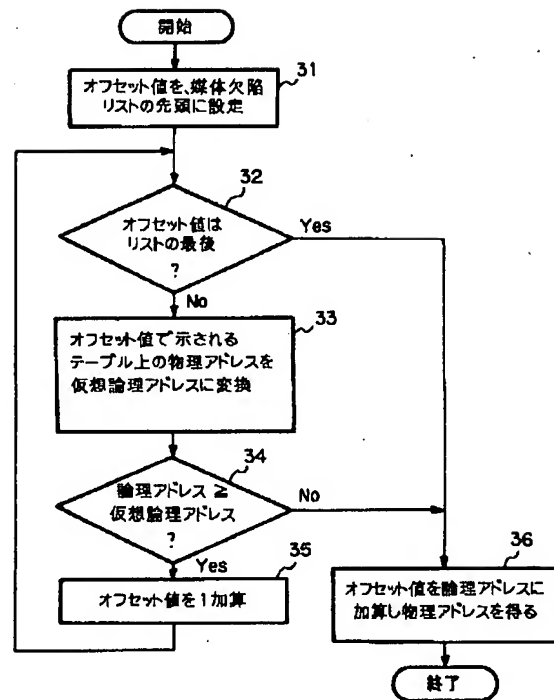 開始
31
オフセット値を、媒体欠陥
リストの先頭に設定
32
オフセット値は
リストの最後
?
Yes
No
33
オフセット値で示される
テーブル上の物理アドレスを
仮想論理アドレスに変換
34
論理アドレス ≧
仮想論理アドレス
?
No
Yes
35
オフセット値を1加算
36
オフセット値を論理アドレスに
加算し物理アドレスを得る
終了